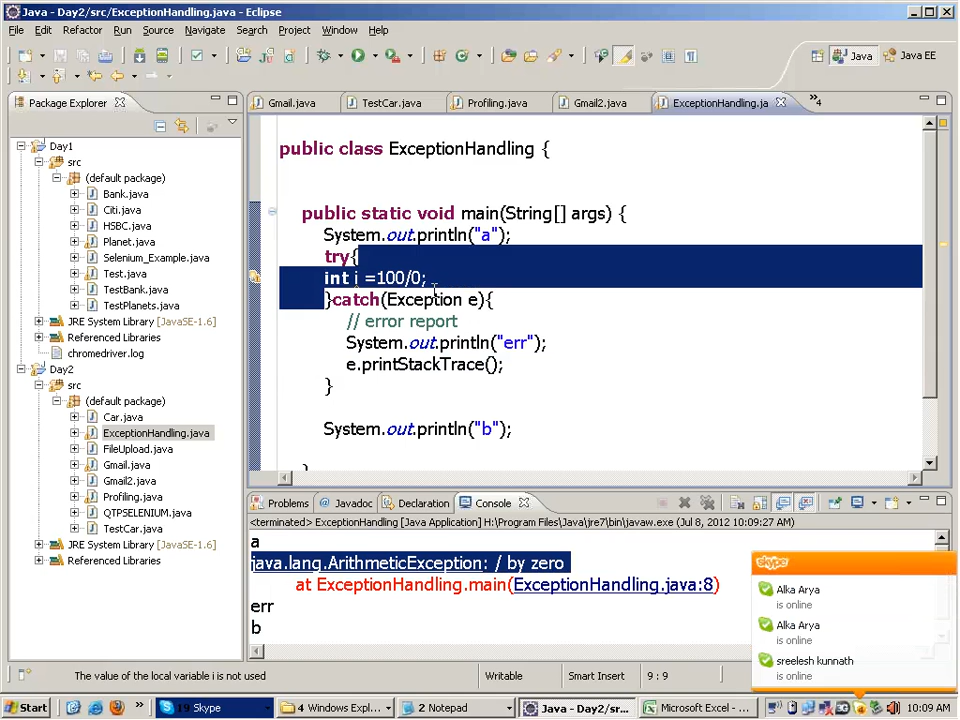 Java - Day2/src/ExceptionHandling.java - Eclipse
File Edit Refactor Run Source Navigate Search Project Window Help
Java Java EE
Package Explorer
Gmail.java TestCar.java Profiling.java Gmail2.java ExceptionHandling.ja »4
Day1
src
(default package)
Bank.java
Citi.java
HSBC.java
Planet.java
Selenium_Example.java
Test.java
TestBank.java
TestPlanets.java
JRE System Library [JavaSE-1.6]
Referenced Libraries
chromedriver.log
Day2
src
(default package)
Car.java
ExceptionHandling.java
FileUpload.java
Gmail.java
Gmail2.java
Profiling.java
QTPSELENIUM.java
TestCar.java
JRE System Library [JavaSE-1.6]
Referenced Libraries
public class ExceptionHandling {
public static void main(String[] args) {
System.out.println("a");
try{
int i =100/0;
}catch(Exception e){
// error report
System.out.println("err");
e.printStackTrace();
}
System.out.println("b");
}
Problems Javadoc Declaration Console
<terminated> ExceptionHandling [Java Application] H:\Program Files\Java\jre7\bin\javaw.exe (Jul 8, 2012 10:09:27 AM)
a
java.lang.ArithmeticException: / by zero
at ExceptionHandling.main(ExceptionHandling.java:8)
err
b
skype
Alka Arya
is online
Alka Arya
is online
sreelesh kunnath
is online
The value of the local variable i is not used Writable Smart Insert 9 : 9
Start » 19 Skype 4 Windows Expl... 2 Notepad Java - Day2/sr... Microsoft Excel - ... 10:09 AM